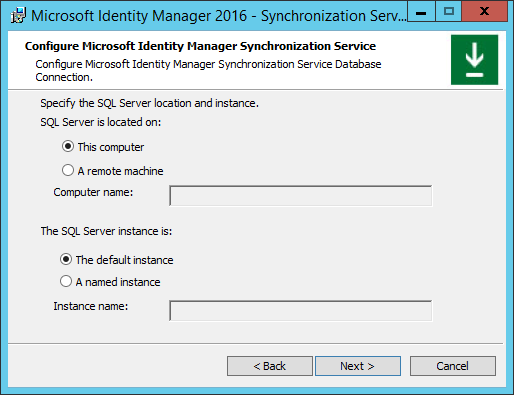 Microsoft Identity Manager 2016 - Synchronization Serv...
Configure Microsoft Identity Manager Synchronization Service
Configure Microsoft Identity Manager Synchronization Service Database
Connection.
Specify the SQL Server location and instance.
SQL Server is located on:
This computer
A remote machine
Computer name:
The SQL Server instance is:
The default instance
A named instance
Instance name:
< Back Next > Cancel